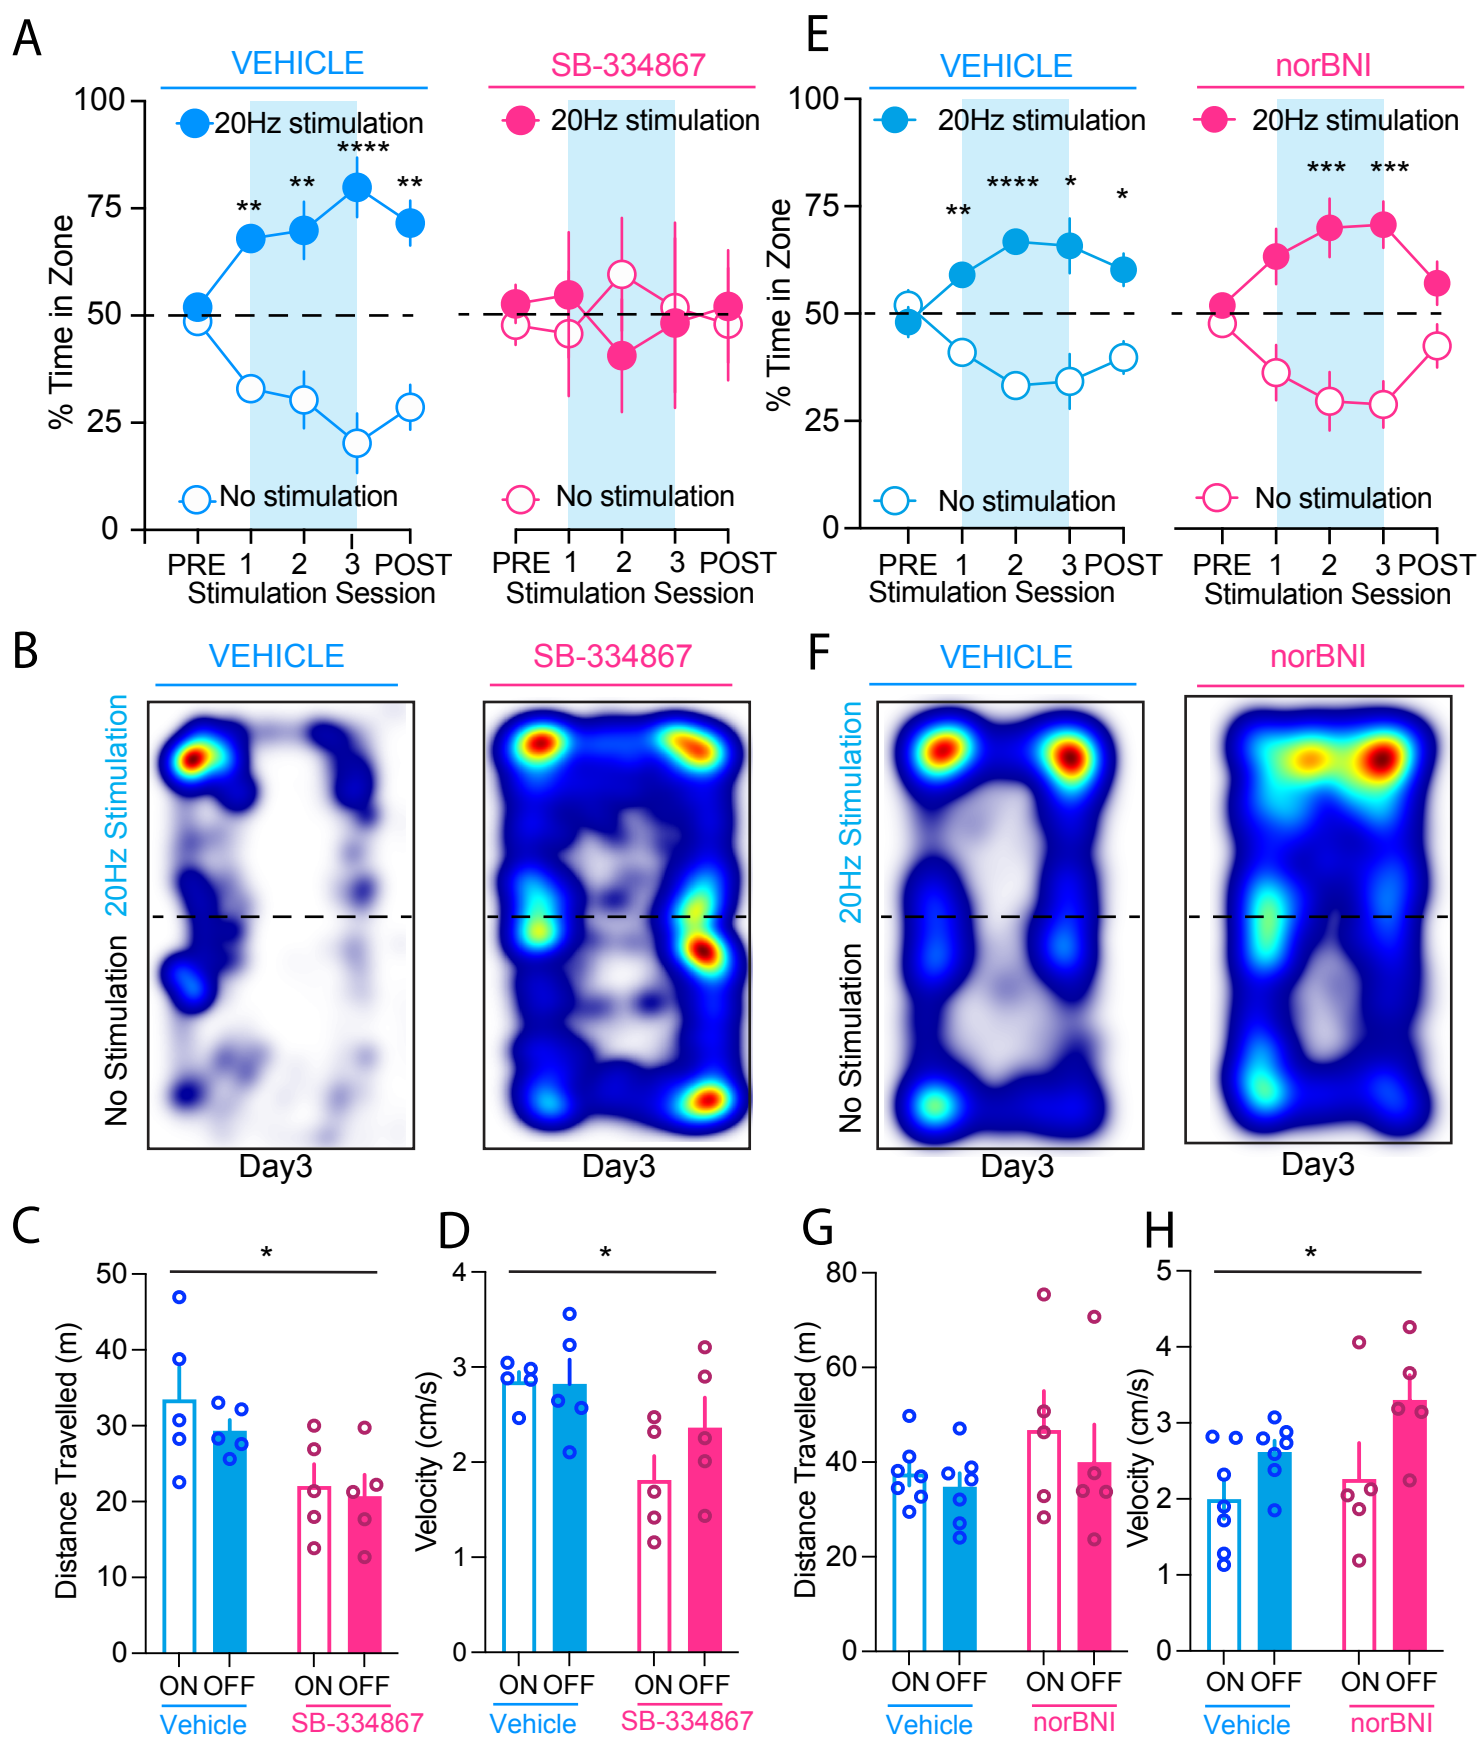 A
VEHICLE
SB-334867
100
75
50
25
0
% Time in Zone
20Hz stimulation
20Hz stimulation
**
**
****
**
No stimulation
No stimulation
PRE 1 2 3 POST
PRE 1 2 3 POST
Stimulation Session
Stimulation Session
E
VEHICLE
norBNI
100
75
50
25
0
% Time in Zone
20Hz stimulation
20Hz stimulation
**
****
*
*
***
***
No stimulation
No stimulation
PRE 1 2 3 POST
PRE 1 2 3 POST
Stimulation Session
Stimulation Session
B
VEHICLE
SB-334867
20Hz Stimulation
No Stimulation
Day3
Day3
F
VEHICLE
norBNI
20Hz Stimulation
No Stimulation
Day3
Day3
C
*
50
40
30
20
10
0
Distance Travelled (m)
ON OFF
ON OFF
Vehicle
SB-334867
D
*
4
3
2
1
0
Velocity (cm/s)
ON OFF
ON OFF
Vehicle
SB-334867
G
80
60
40
20
0
Distance Travelled (m)
ON OFF
ON OFF
Vehicle
norBNI
H
*
5
4
3
2
1
0
Velocity (cm/s)
ON OFF
ON OFF
Vehicle
norBNI